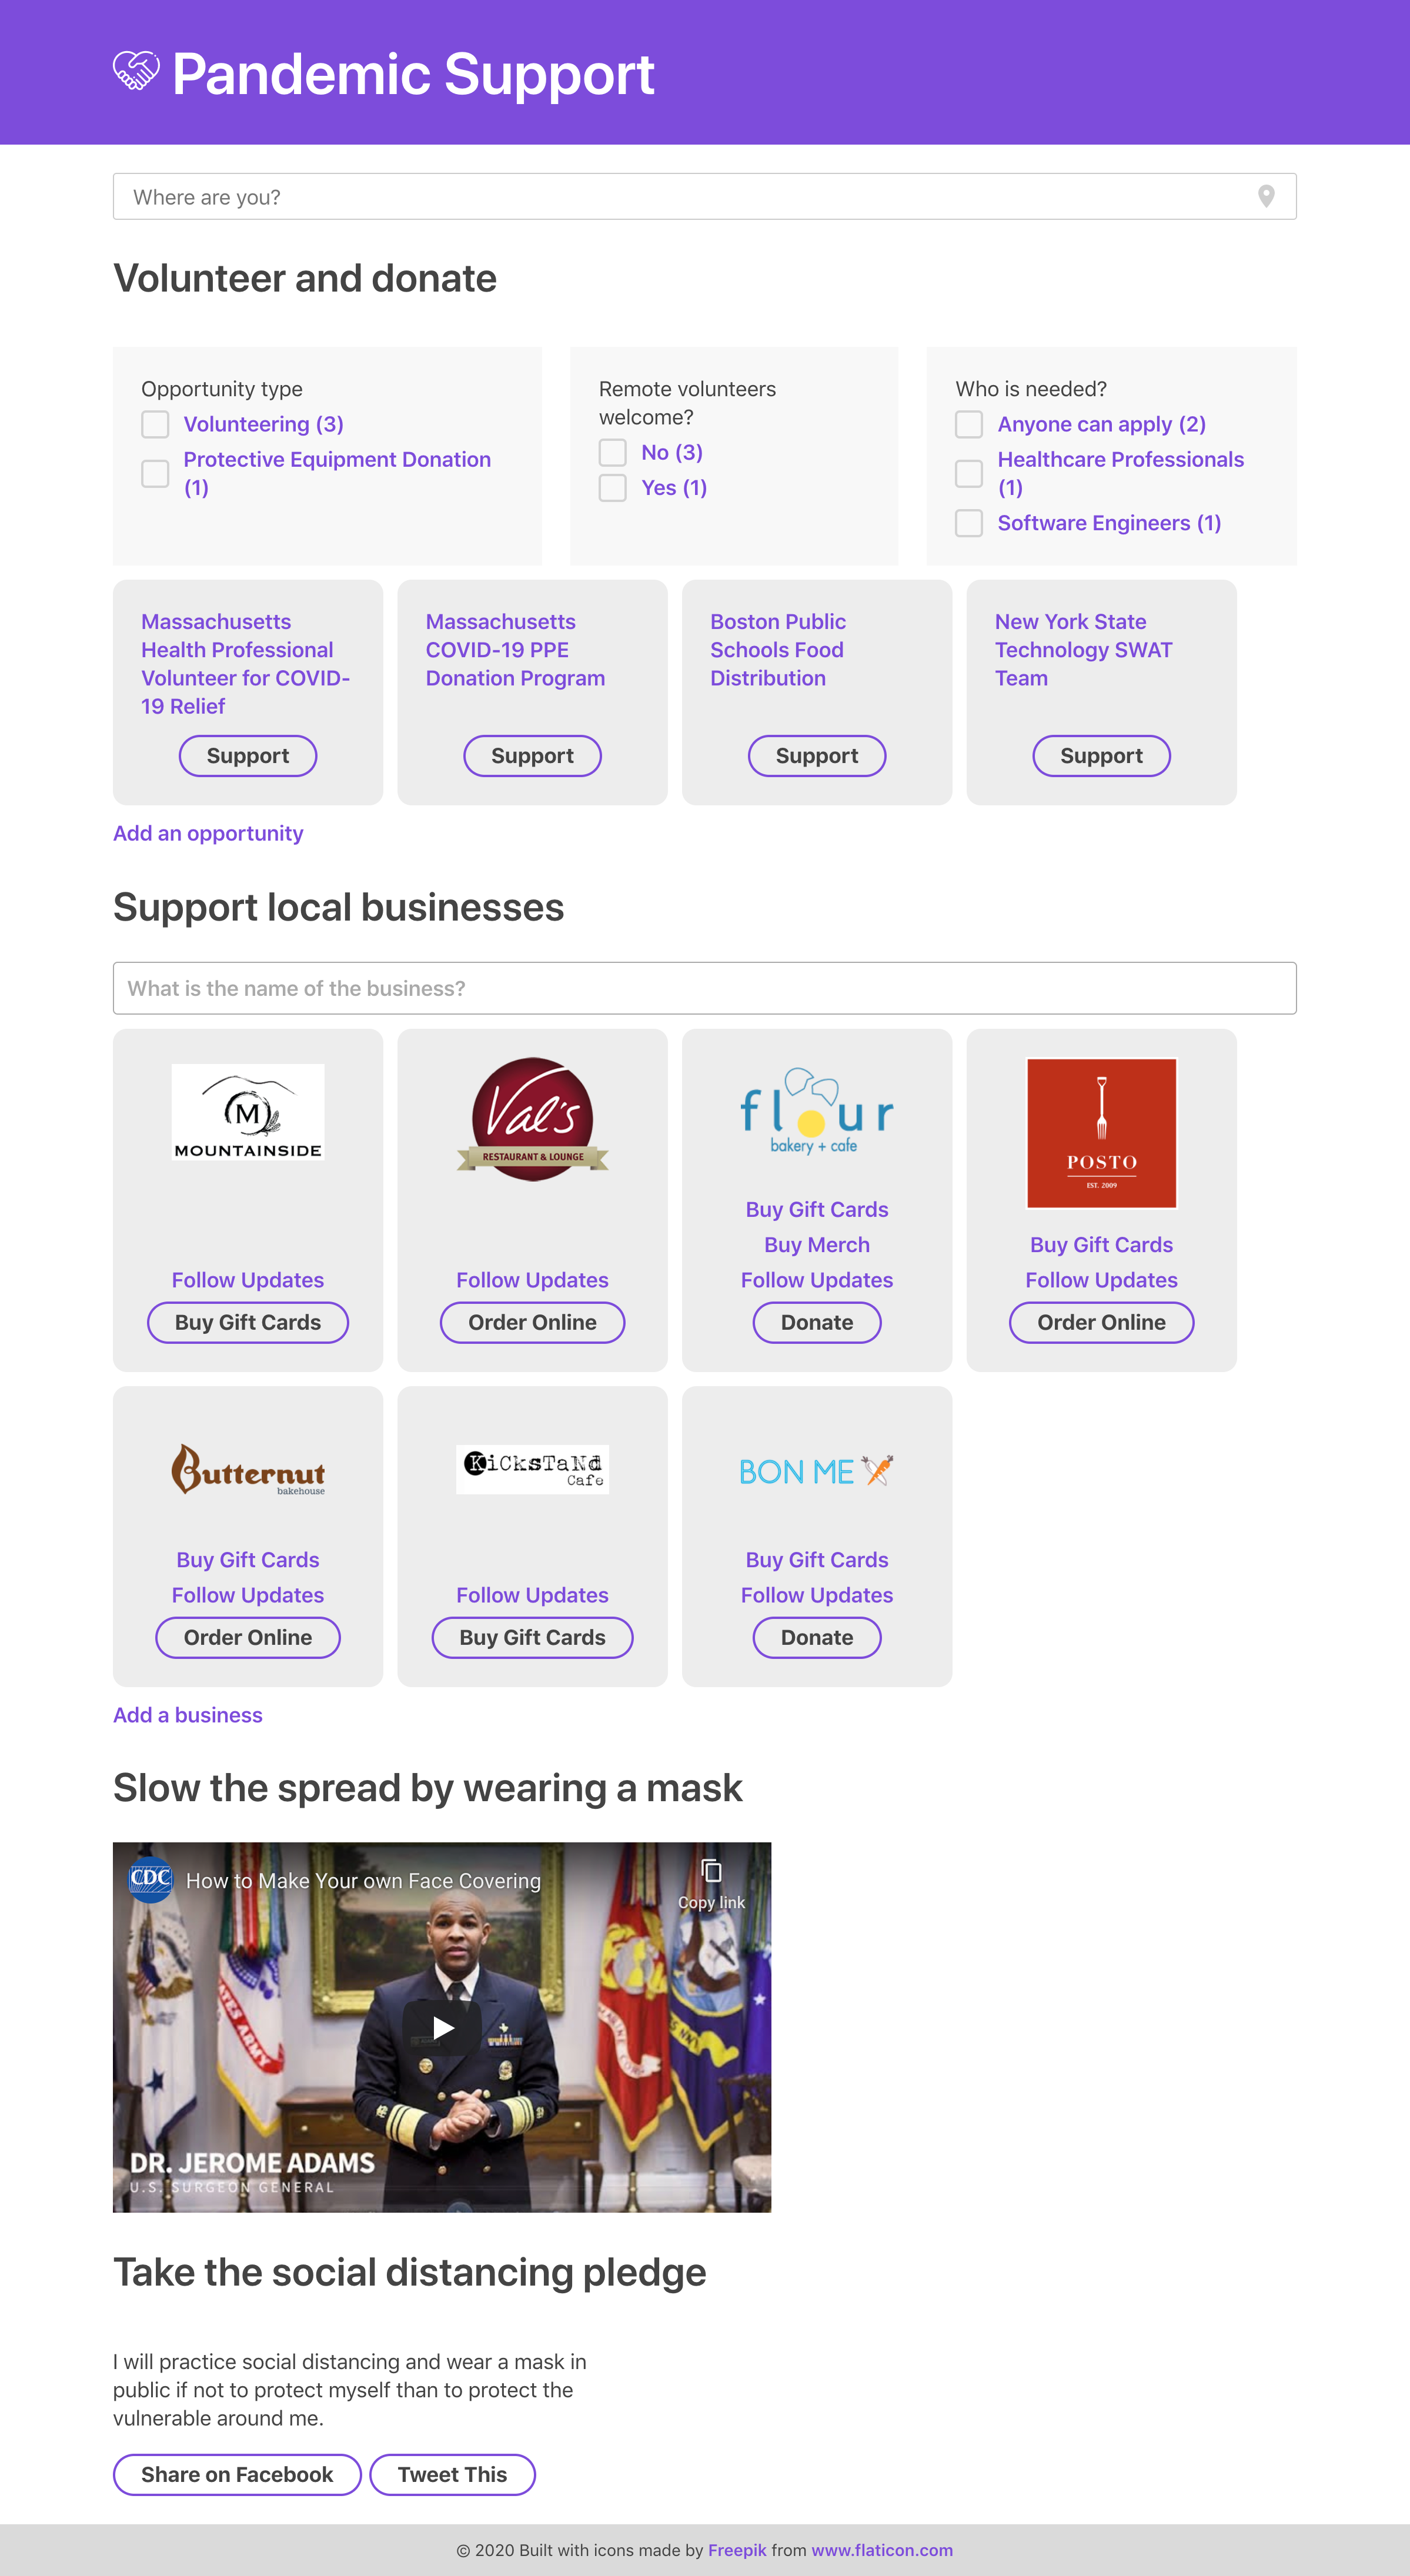 Pandemic Support
Where are you?
Volunteer and donate
Opportunity type
Volunteering (3)
Protective Equipment Donation
(1)
Remote volunteers
welcome?
No (3)
Yes (1)
Who is needed?
Anyone can apply (2)
Healthcare Professionals
(1)
Software Engineers (1)
Massachusetts
Health Professional
Volunteer for COVID-
19 Relief
Support
Massachusetts
COVID-19 PPE
Donation Program
Support
Boston Public
Schools Food
Distribution
Support
New York State
Technology SWAT
Team
Support
Add an opportunity
Support local businesses
What is the name of the business?
M
MOUNTAINSIDE
Follow Updates
Buy Gift Cards
Val's
RESTAURANT & LOUNGE
Follow Updates
Order Online
flour
bakery + cafe
Buy Gift Cards
Buy Merch
Follow Updates
Donate
POSTO
EST. 2009
Buy Gift Cards
Follow Updates
Order Online
Butternut
bakehouse
Buy Gift Cards
Follow Updates
Order Online
KicksTaNd
Cafe
Follow Updates
Buy Gift Cards
BON ME
Buy Gift Cards
Follow Updates
Donate
Add a business
Slow the spread by wearing a mask
CDC
How to Make Your own Face Covering
Copy link
DR. JEROME ADAMS
U.S. SURGEON GENERAL
Take the social distancing pledge
I will practice social distancing and wear a mask in
public if not to protect myself than to protect the
vulnerable around me.
Share on Facebook
Tweet This
© 2020 Built with icons made by Freepik from www.flaticon.com